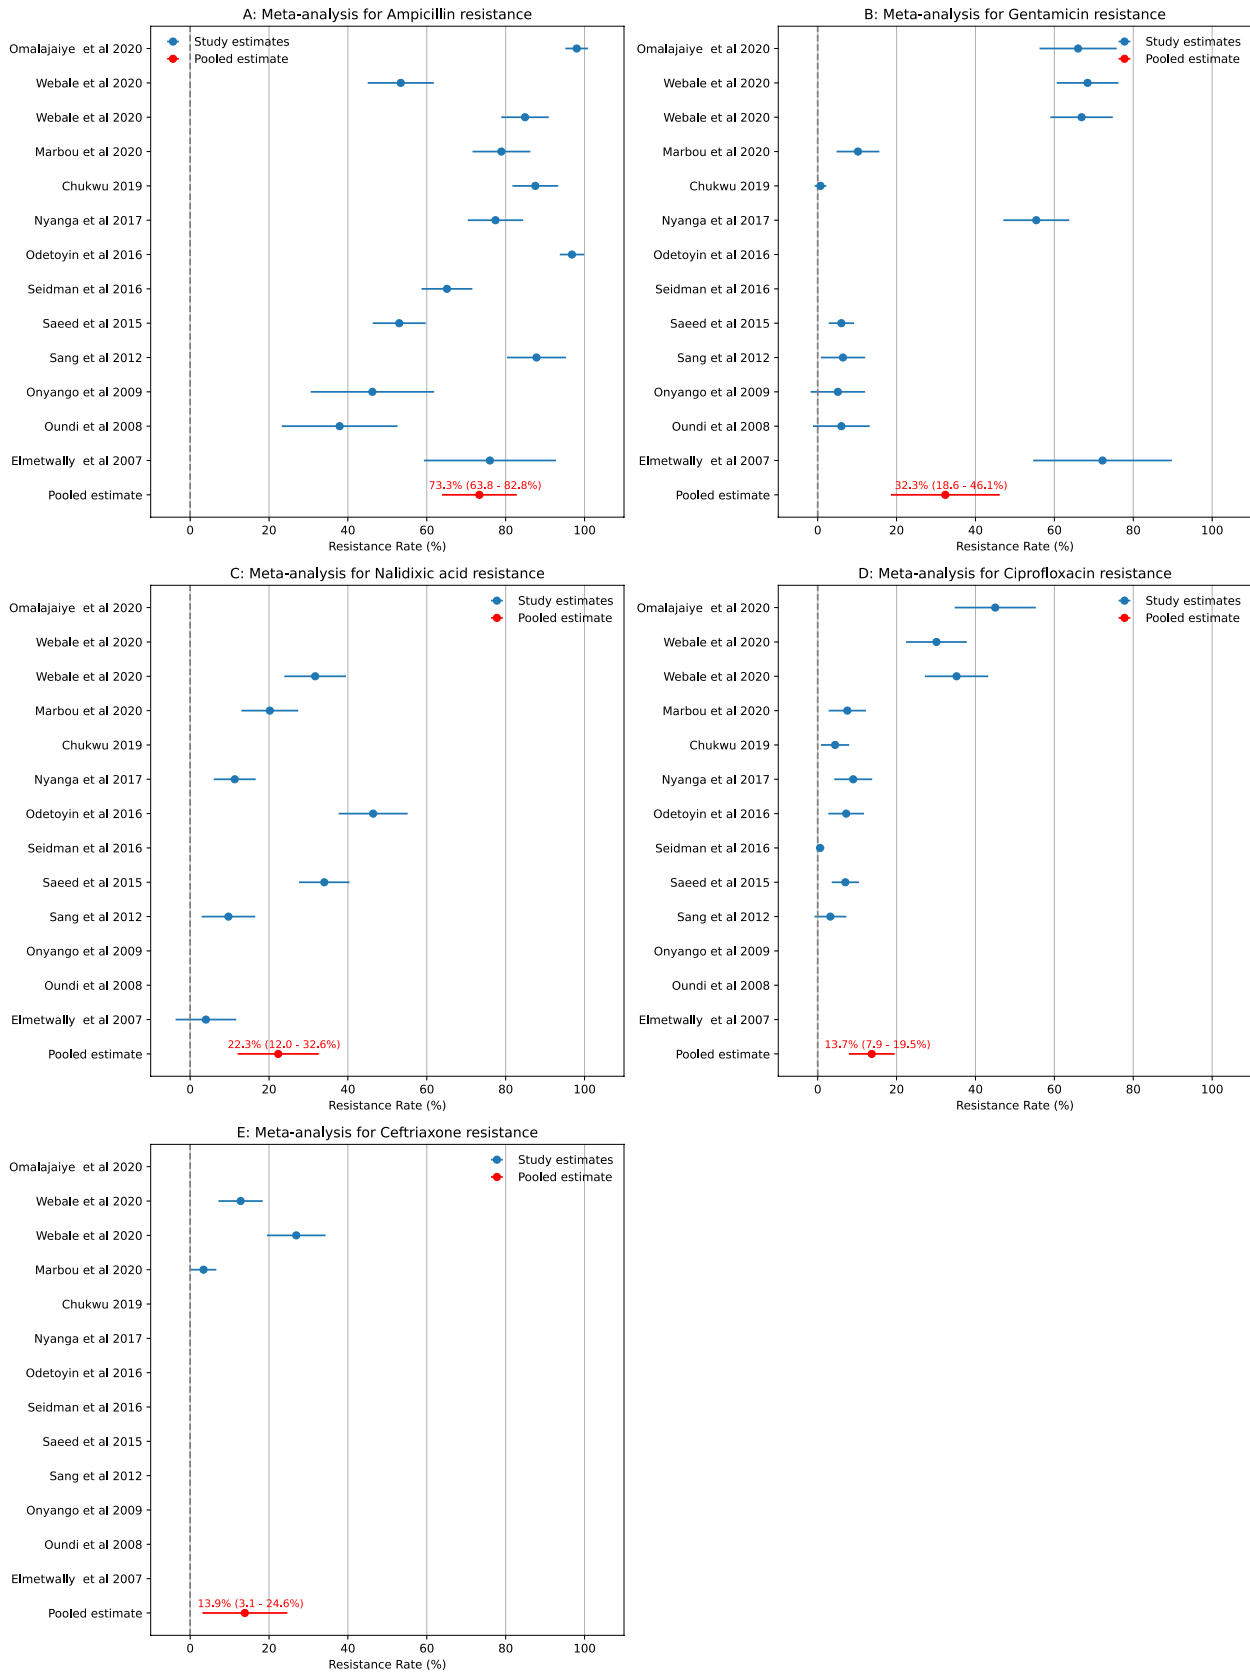 A: Meta-analysis for Ampicillin resistance
Omalajaiye  et al 2020
Webale et al 2020
Webale et al 2020
Marbou et al 2020
Chukwu 2019
Nyanga et al 2017
Odetoyin et al 2016
Seidman et al 2016
Saeed et al 2015
Sang et al 2012
Onyango et al 2009
Oundi et al 2008
Elmetwally  et al 2007
Pooled estimate
Study estimates
Pooled estimate
73.3% (63.8 - 82.8%)
0 20 40 60 80 100
Resistance Rate (%)
B: Meta-analysis for Gentamicin resistance
Omalajaiye  et al 2020
Webale et al 2020
Webale et al 2020
Marbou et al 2020
Chukwu 2019
Nyanga et al 2017
Odetoyin et al 2016
Seidman et al 2016
Saeed et al 2015
Sang et al 2012
Onyango et al 2009
Oundi et al 2008
Elmetwally  et al 2007
Pooled estimate
Study estimates
Pooled estimate
32.3% (18.6 - 46.1%)
0 20 40 60 80 100
Resistance Rate (%)
C: Meta-analysis for Nalidixic acid resistance
Omalajaiye  et al 2020
Webale et al 2020
Webale et al 2020
Marbou et al 2020
Chukwu 2019
Nyanga et al 2017
Odetoyin et al 2016
Seidman et al 2016
Saeed et al 2015
Sang et al 2012
Onyango et al 2009
Oundi et al 2008
Elmetwally  et al 2007
Pooled estimate
Study estimates
Pooled estimate
22.3% (12.0 - 32.6%)
0 20 40 60 80 100
Resistance Rate (%)
D: Meta-analysis for Ciprofloxacin resistance
Omalajaiye  et al 2020
Webale et al 2020
Webale et al 2020
Marbou et al 2020
Chukwu 2019
Nyanga et al 2017
Odetoyin et al 2016
Seidman et al 2016
Saeed et al 2015
Sang et al 2012
Onyango et al 2009
Oundi et al 2008
Elmetwally  et al 2007
Pooled estimate
Study estimates
Pooled estimate
13.7% (7.9 - 19.5%)
0 20 40 60 80 100
Resistance Rate (%)
E: Meta-analysis for Ceftriaxone resistance
Omalajaiye  et al 2020
Webale et al 2020
Webale et al 2020
Marbou et al 2020
Chukwu 2019
Nyanga et al 2017
Odetoyin et al 2016
Seidman et al 2016
Saeed et al 2015
Sang et al 2012
Onyango et al 2009
Oundi et al 2008
Elmetwally  et al 2007
Pooled estimate
Study estimates
Pooled estimate
13.9% (3.1 - 24.6%)
0 20 40 60 80 100
Resistance Rate (%)